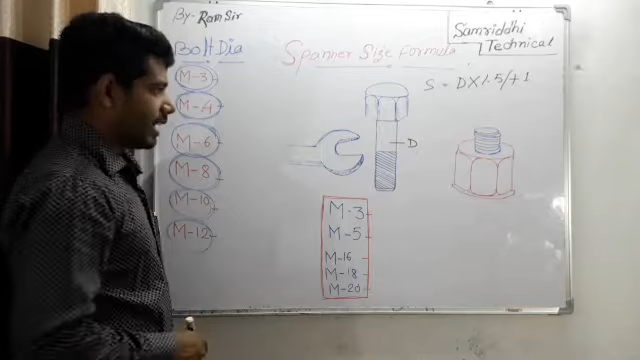 By- Ram Sir
Samriddhi
Technical
Bolt Dia
Spanner Size formula
S = D X 1.5/+1
M-3
M-4
M-6
M-8
M-10
M-12
D
M-3
M-5
M-16
M-18
M-20